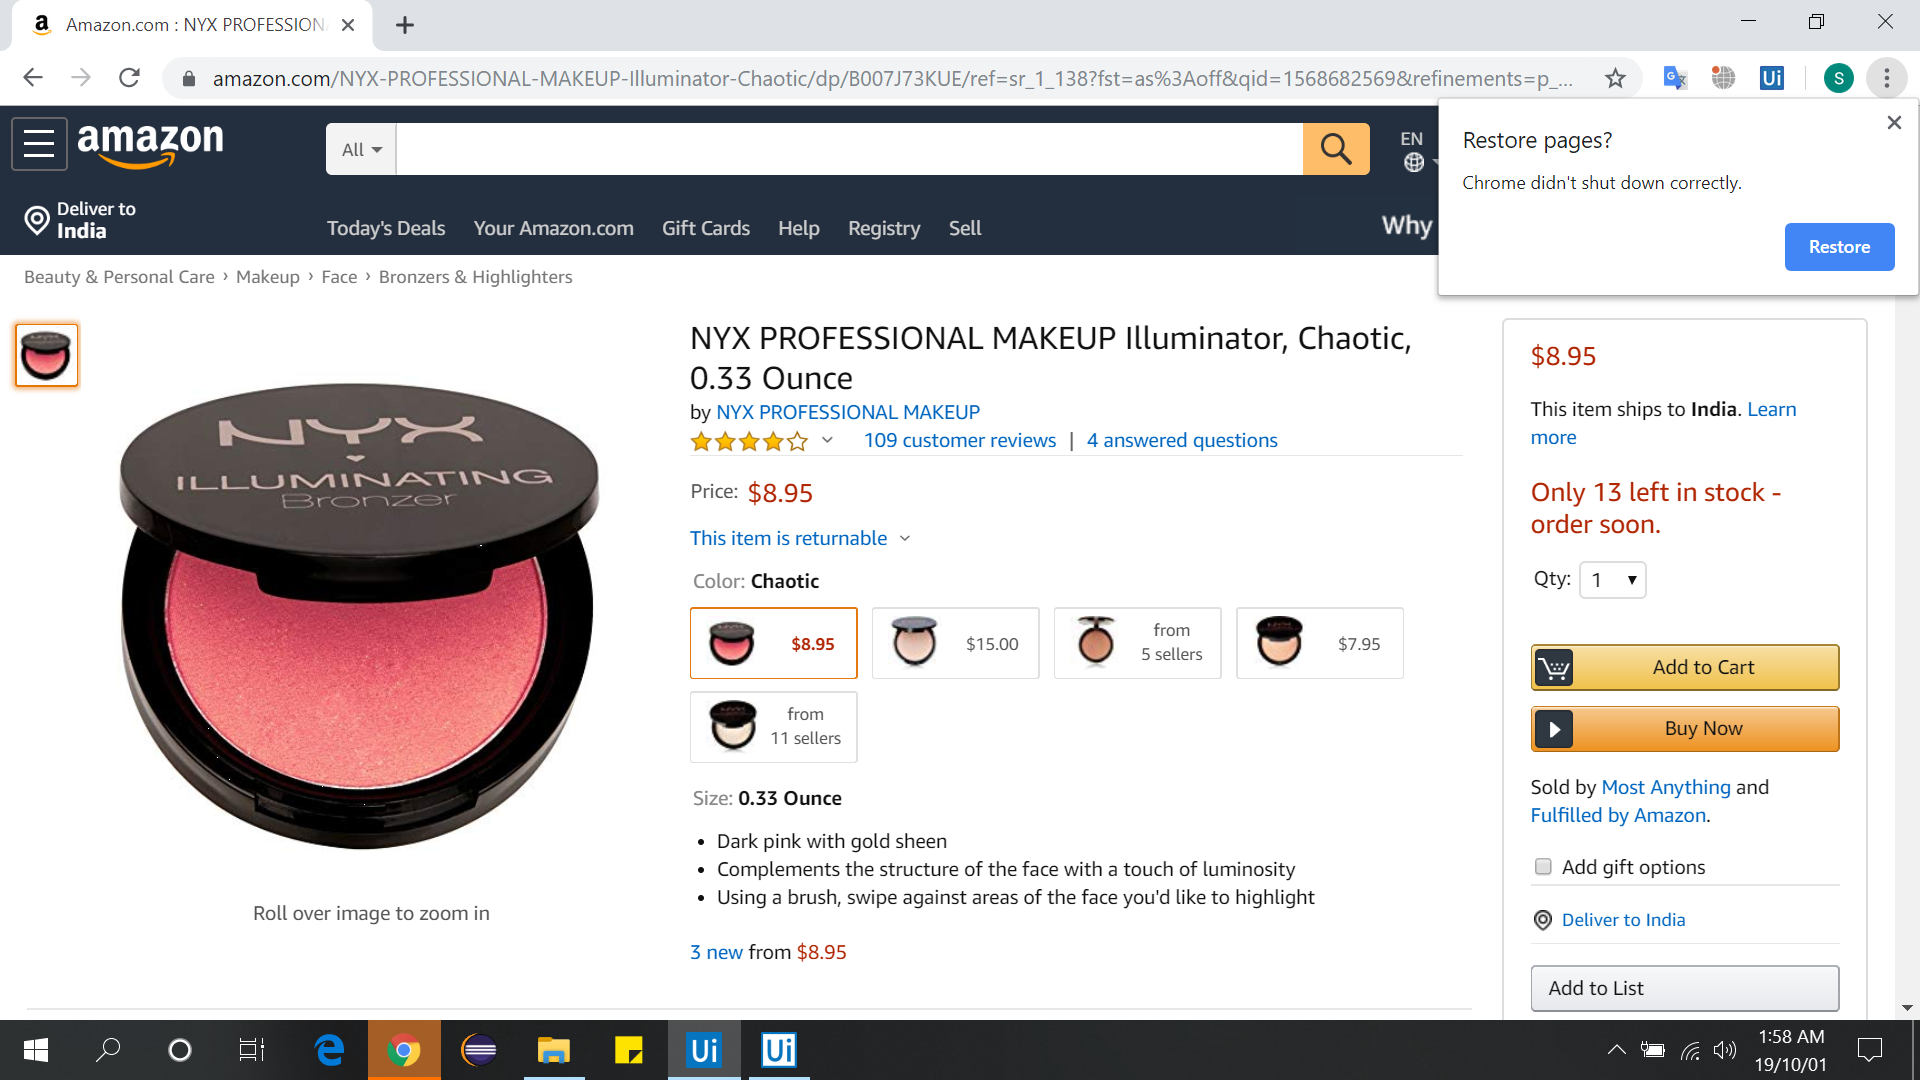 Amazon.com : NYX PROFESSION
amazon.com/NYX-PROFESSIONAL-MAKEUP-Illuminator-Chaotic/dp/B007J73KUE/ref=sr_1_138?fst=as%3Aoff&qid=1568682569&refinements=p_...
Ui
S
Restore pages?
Chrome didn't shut down correctly.
Restore
amazon
All
EN
Deliver to
India
Today's Deals
Your Amazon.com
Gift Cards
Help
Registry
Sell
Why
Beauty & Personal Care › Makeup › Face › Bronzers & Highlighters
NYX
ILLUMINATING
Bronzer
Roll over image to zoom in
NYX PROFESSIONAL MAKEUP Illuminator, Chaotic,
0.33 Ounce
by NYX PROFESSIONAL MAKEUP
109 customer reviews | 4 answered questions
Price: $8.95
This item is returnable
Color: Chaotic
$8.95
$15.00
from
5 sellers
$7.95
from
11 sellers
Size: 0.33 Ounce
• Dark pink with gold sheen
• Complements the structure of the face with a touch of luminosity
• Using a brush, swipe against areas of the face you'd like to highlight
3 new from $8.95
$8.95
This item ships to India. Learn
more
Only 13 left in stock -
order soon.
Qty: 1
Add to Cart
Buy Now
Sold by Most Anything and
Fulfilled by Amazon.
Add gift options
Deliver to India
Add to List
Ui
Ui
1:58 AM
19/10/01